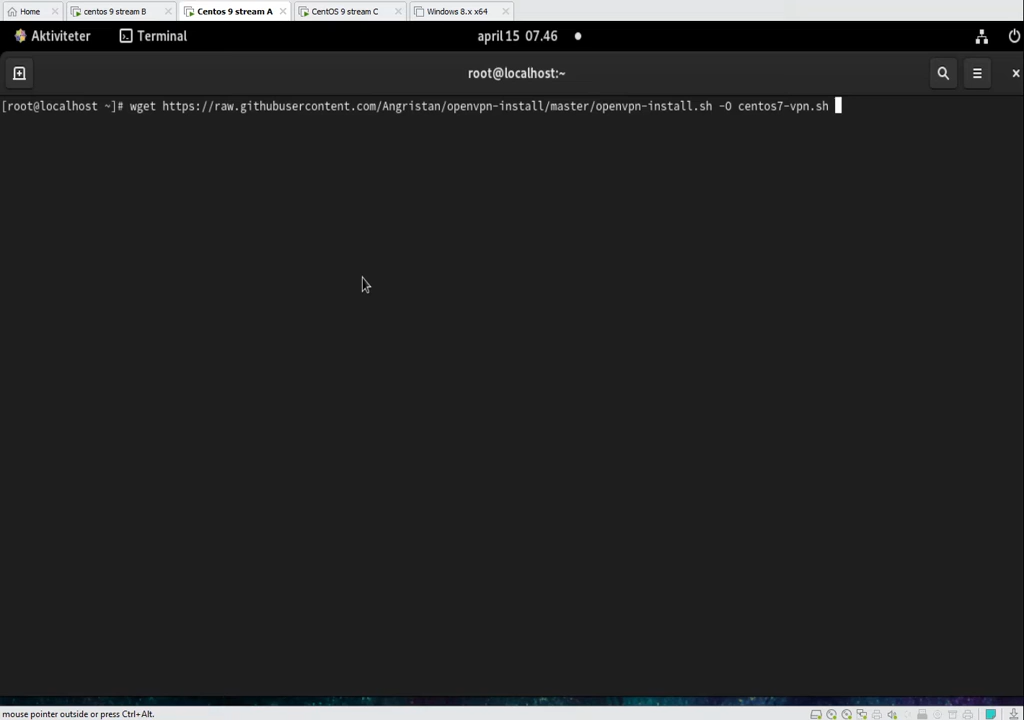 Home
centos 9 stream B
Centos 9 stream A
CentOS 9 stream C
Windows 8.x x64
Aktiviteter
Terminal
april 15 07.46
root@localhost:~
[root@localhost ~]# wget https://raw.githubusercontent.com/Angristan/openvpn-install/master/openvpn-install.sh -O centos7-vpn.sh
mouse pointer outside or press Ctrl+Alt.